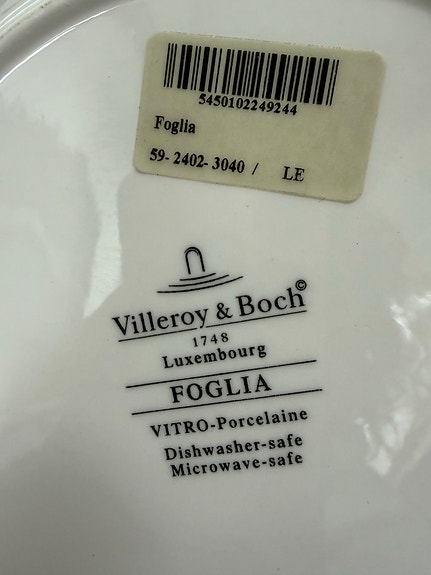 5450102249244
Foglia
59- 2402- 3040 / LE
Villeroy & Boch©
1748
Luxembourg
FOGLIA
VITRO-Porcelaine
Dishwasher-safe
Microwave-safe